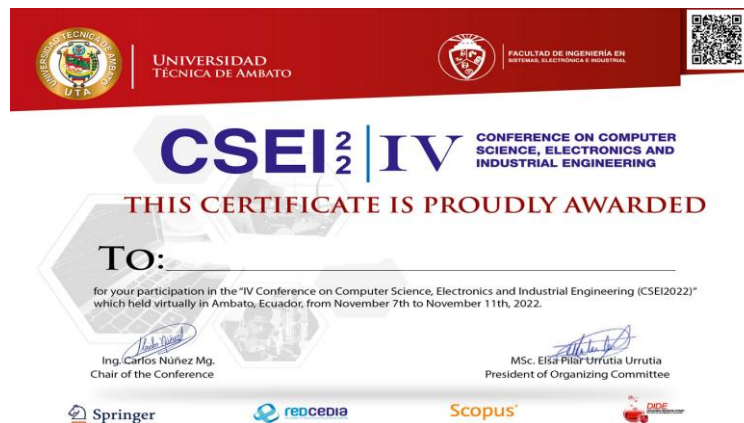 UNIVERSIDAD
TÉCNICA DE AMBATO
UTA
FACULTAD DE INGENIERÍA EN
SISTEMAS, ELECTRÓNICA E INDUSTRIAL
CSEI 22 | IV
CONFERENCE ON COMPUTER
SCIENCE, ELECTRONICS AND
INDUSTRIAL ENGINEERING
THIS CERTIFICATE IS PROUDLY AWARDED
TO:
for your participation in the "IV Conference on Computer Science, Electronics and Industrial Engineering (CSEI2022)"
which held virtually in Ambato, Ecuador, from November 7th to November 11th, 2022.
Ing. Carlos Núñez Mg.
Chair of the Conference
MSc. Elsa Pilar Urrutia Urrutia
President of Organizing Committee
Springer
redcedia
Scopus
DIDE